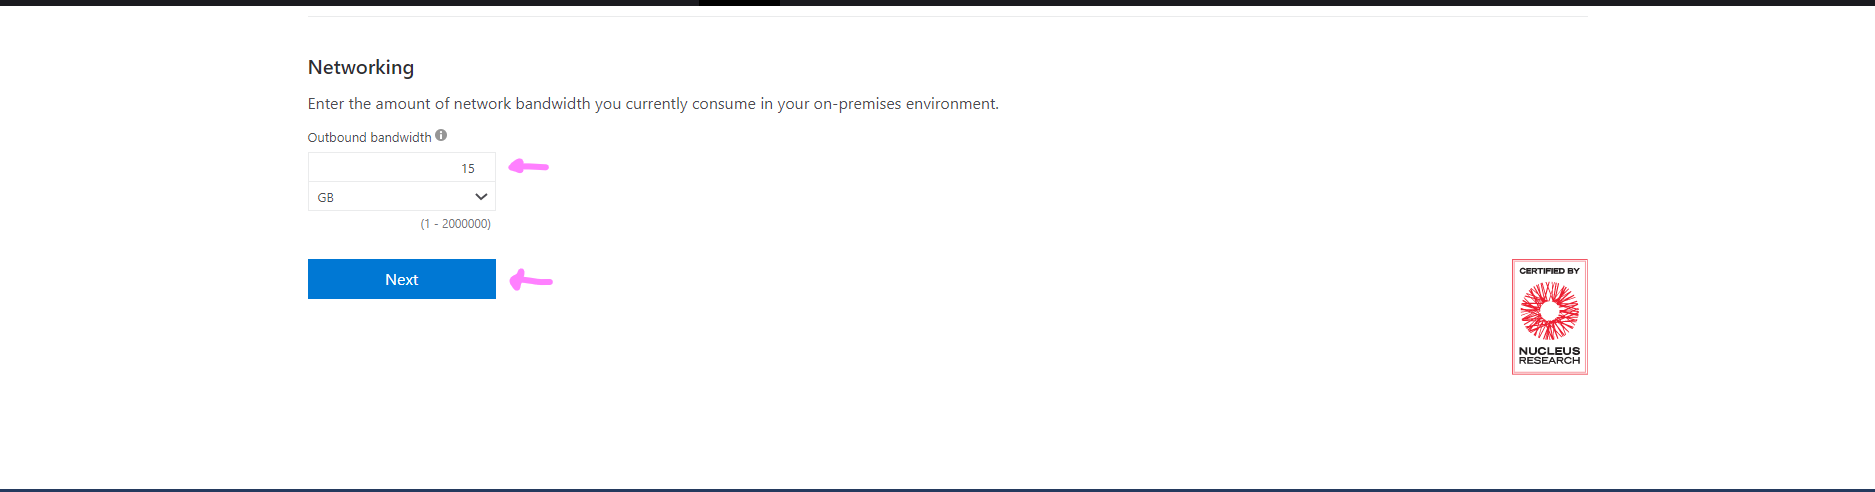 Networking
Enter the amount of network bandwidth you currently consume in your on-premises environment.
Outbound bandwidth
15
GB
(1 - 2000000)
Next
CERTIFIED BY
NUCLEUS
RESEARCH